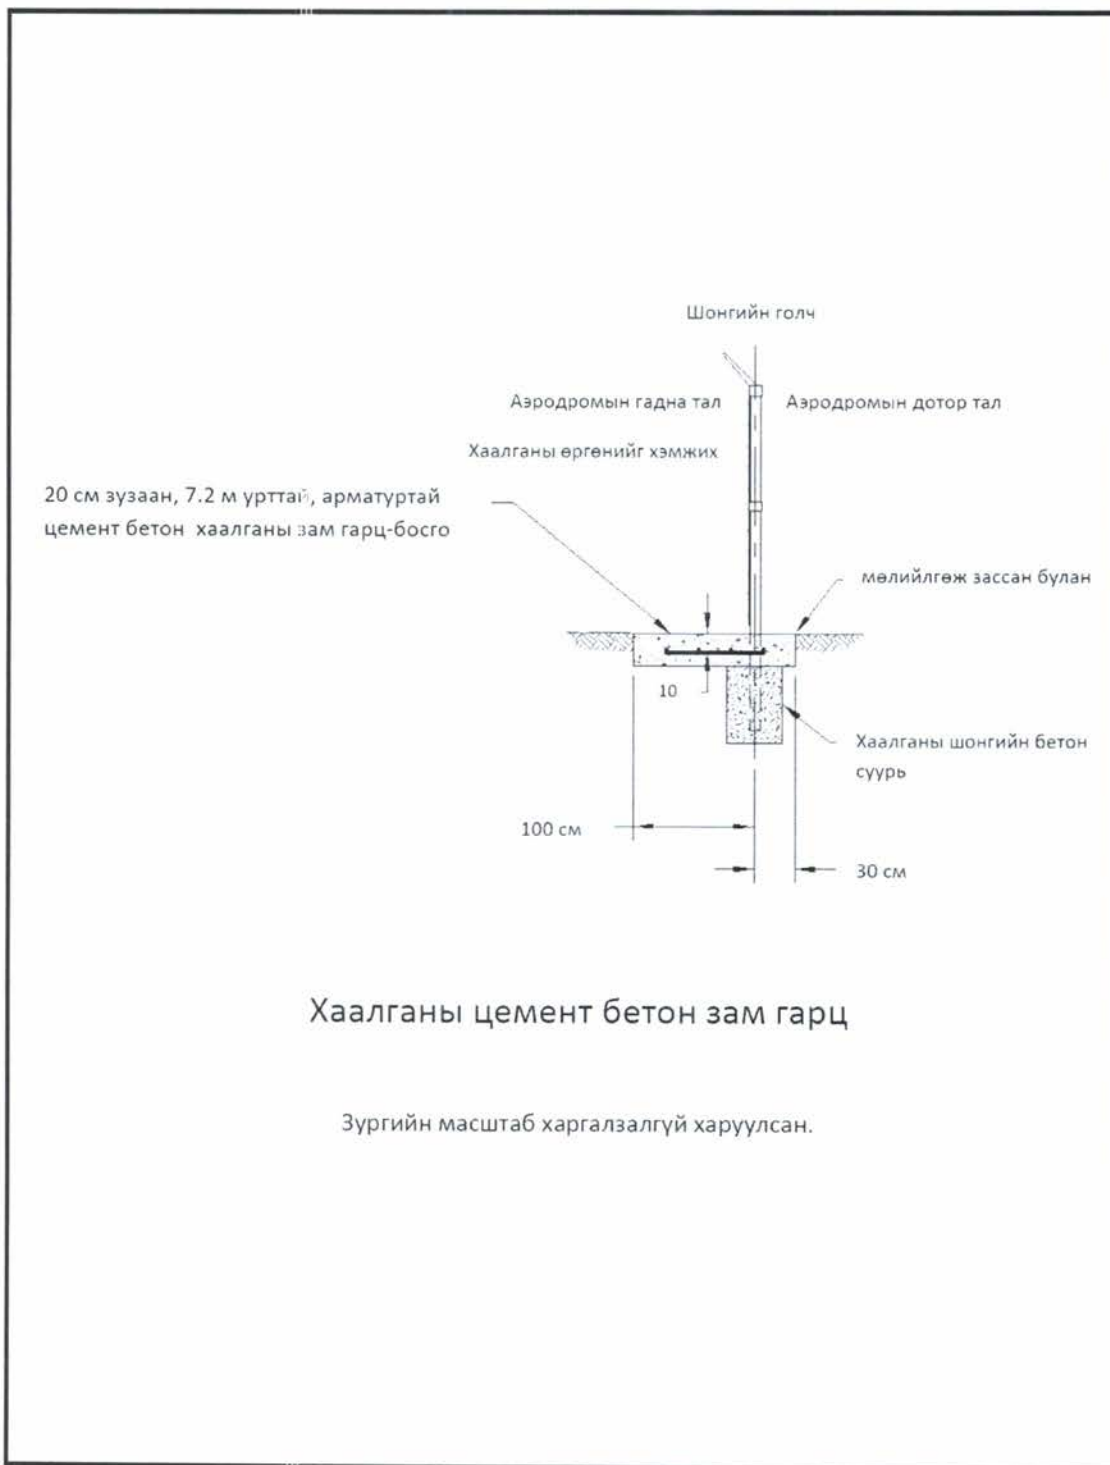 Шонгийн голч
Аэродромын гадна тал
Аэродромын дотор тал
Хаалганы өргөнийг хэмжих
20 см зузаан, 7.2 м урттай, арматуртай
цемент бетон хаалганы зам гарц-босго
мөлийлгөж зассан булан
10
Хаалганы шонгийн бетон
суурь
100 см
30 см
Хаалганы цемент бетон зам гарц
Зургийн масштаб харгалзалгүй харуулсан.